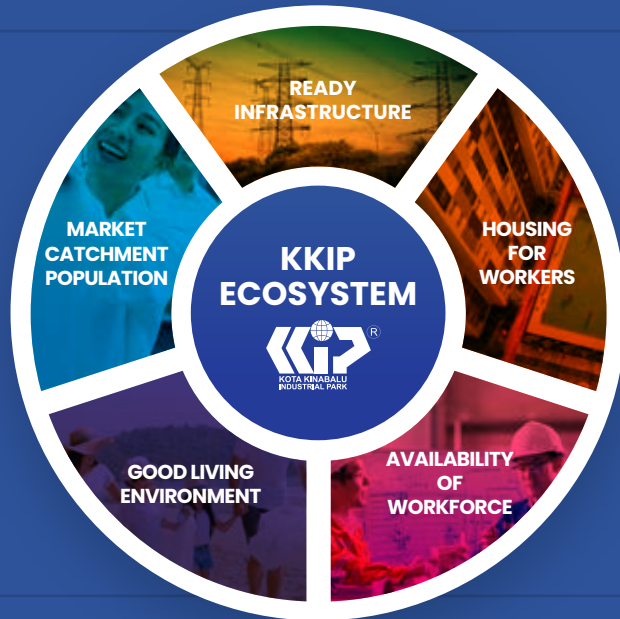 READY
INFRASTRUCTURE
HOUSING
FOR
WORKERS
AVAILABILITY
OF
WORKFORCE
GOOD LIVING
ENVIRONMENT
MARKET
CATCHMENT
POPULATION
KKIP
ECOSYSTEM
KKIP®
KOTA KINABALU
INDUSTRIAL PARK